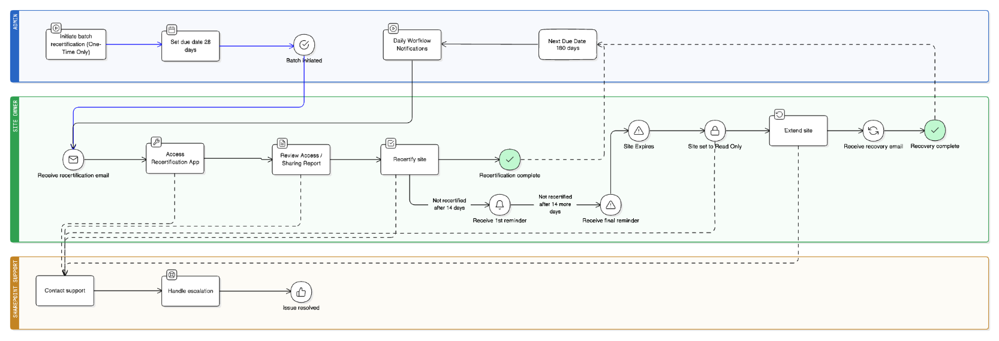 ADMIN
Initiate batch
recertification (One-
Time Only)
Set due date 28
days
Batch initiated
Daily Worfklow
Notifications
Next Due Date
180 days
SITE OWNER
Receive recertification email
Access
Recertification App
Review Access /
Sharing Report
Recertify site
Recertification complete
Not recertified
after 14 days
Receive 1st reminder
Not recertified
after 14 more
days
Receive final reminder
Site Expires
Site set to Read Only
Extend site
Receive recovery email
Recovery complete
SHAREPOINT SUPPORT
Contact support
Handle escalation
Issue resolved